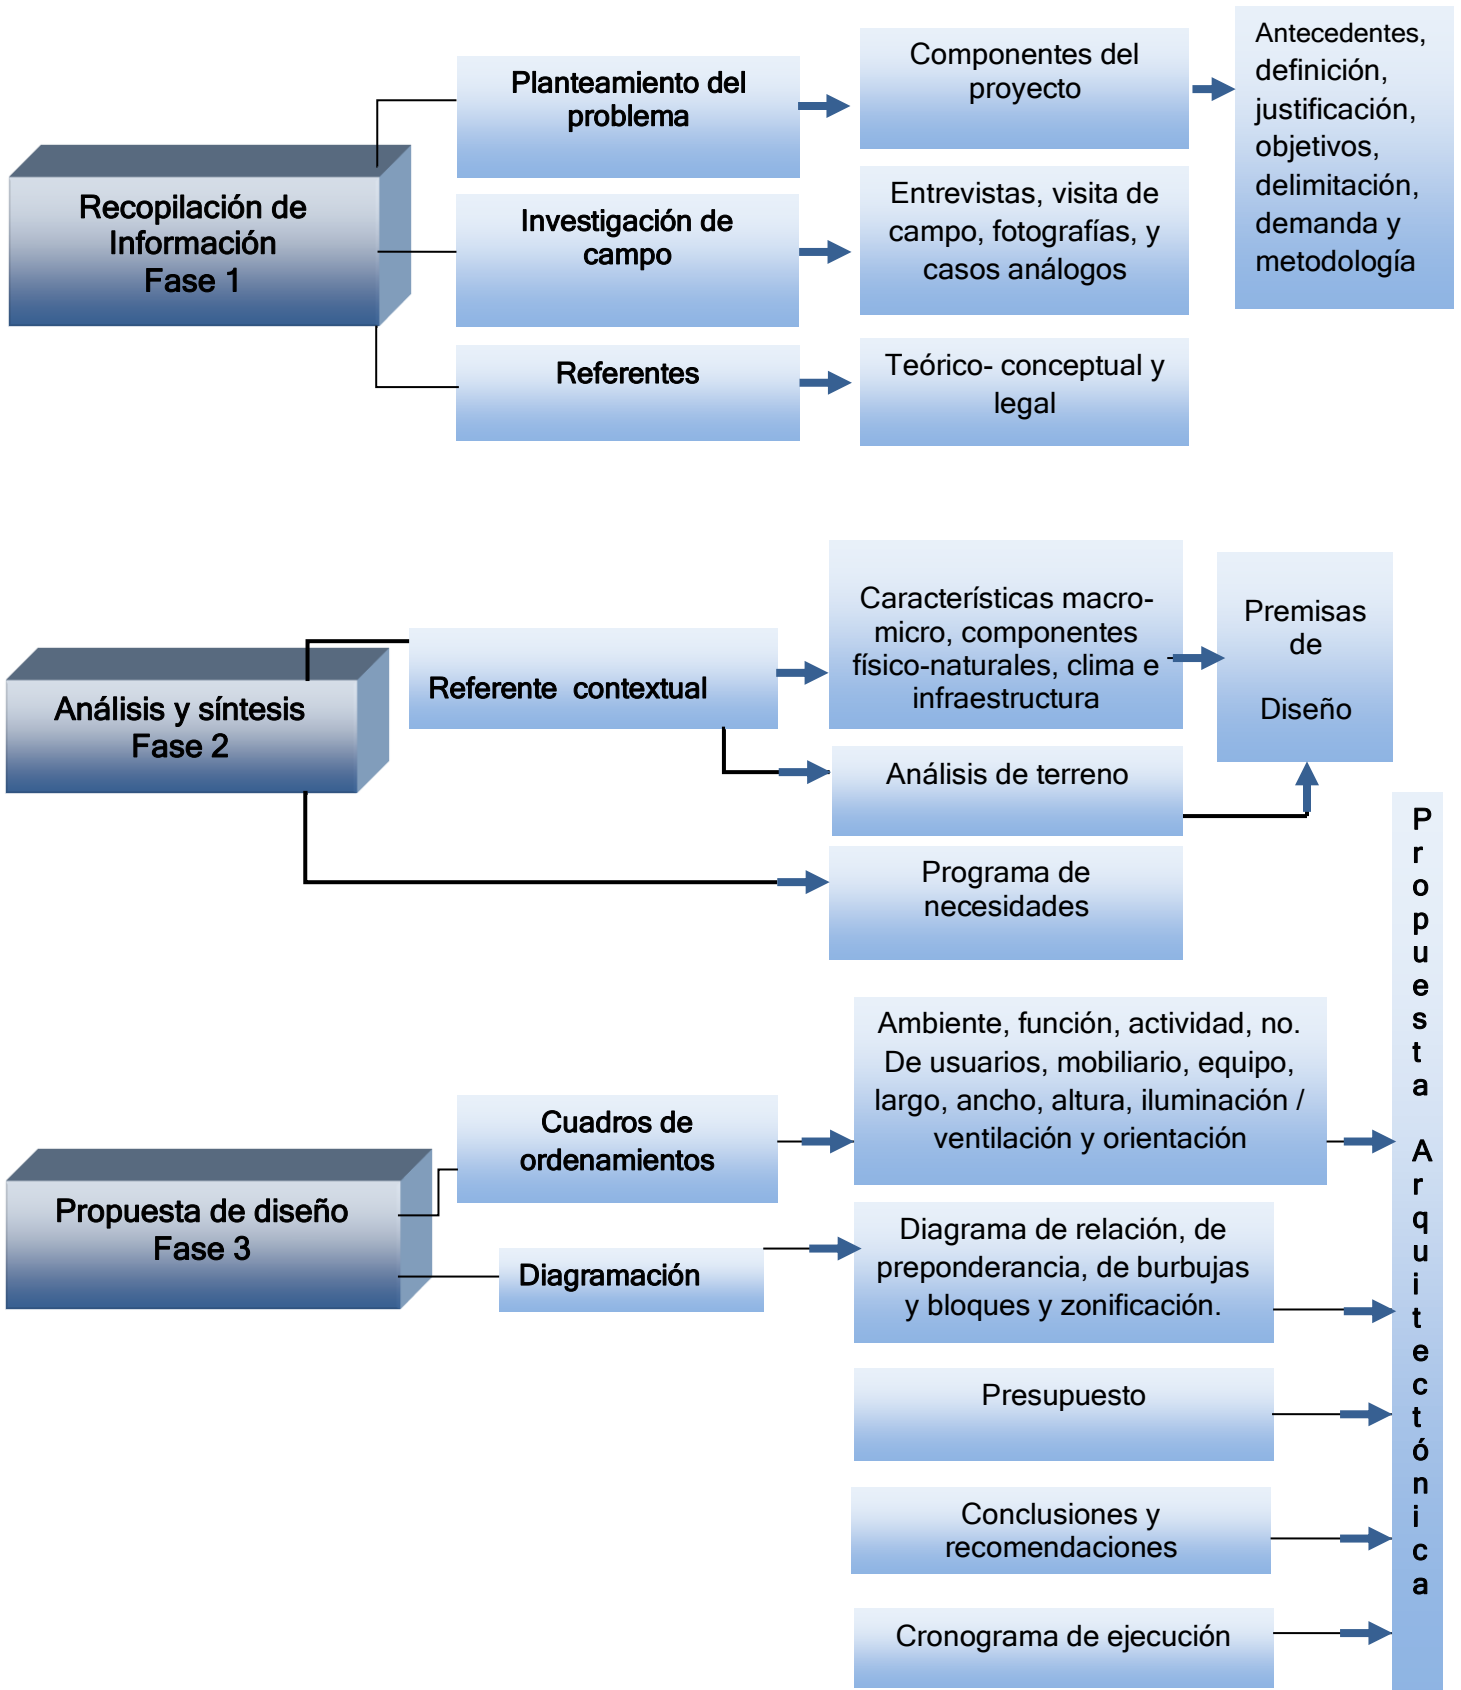 Planteamiento del
problema
Componentes del
proyecto
Antecedentes,
definición,
justificación,
objetivos,
delimitación,
demanda y
metodología
Recopilación de
Información
Fase 1
Investigación de
campo
Entrevistas, visita de
campo, fotografías, y
casos análogos
Referentes
Teórico- conceptual y
legal
Análisis y síntesis
Fase 2
Referente  contextual
Características macro-
micro, componentes
físico-naturales, clima e
infraestructura
Premisas
de
Diseño
Análisis de terreno
Programa de
necesidades
Propuesta de diseño
Fase 3
Cuadros de
ordenamientos
Ambiente, función, actividad, no.
De usuarios, mobiliario, equipo,
largo, ancho, altura, iluminación /
ventilación y orientación
Diagramación
Diagrama de relación, de
preponderancia, de burbujas
y bloques y zonificación.
Presupuesto
Conclusiones y
recomendaciones
Cronograma de ejecución
Propuesta Arquitectónica